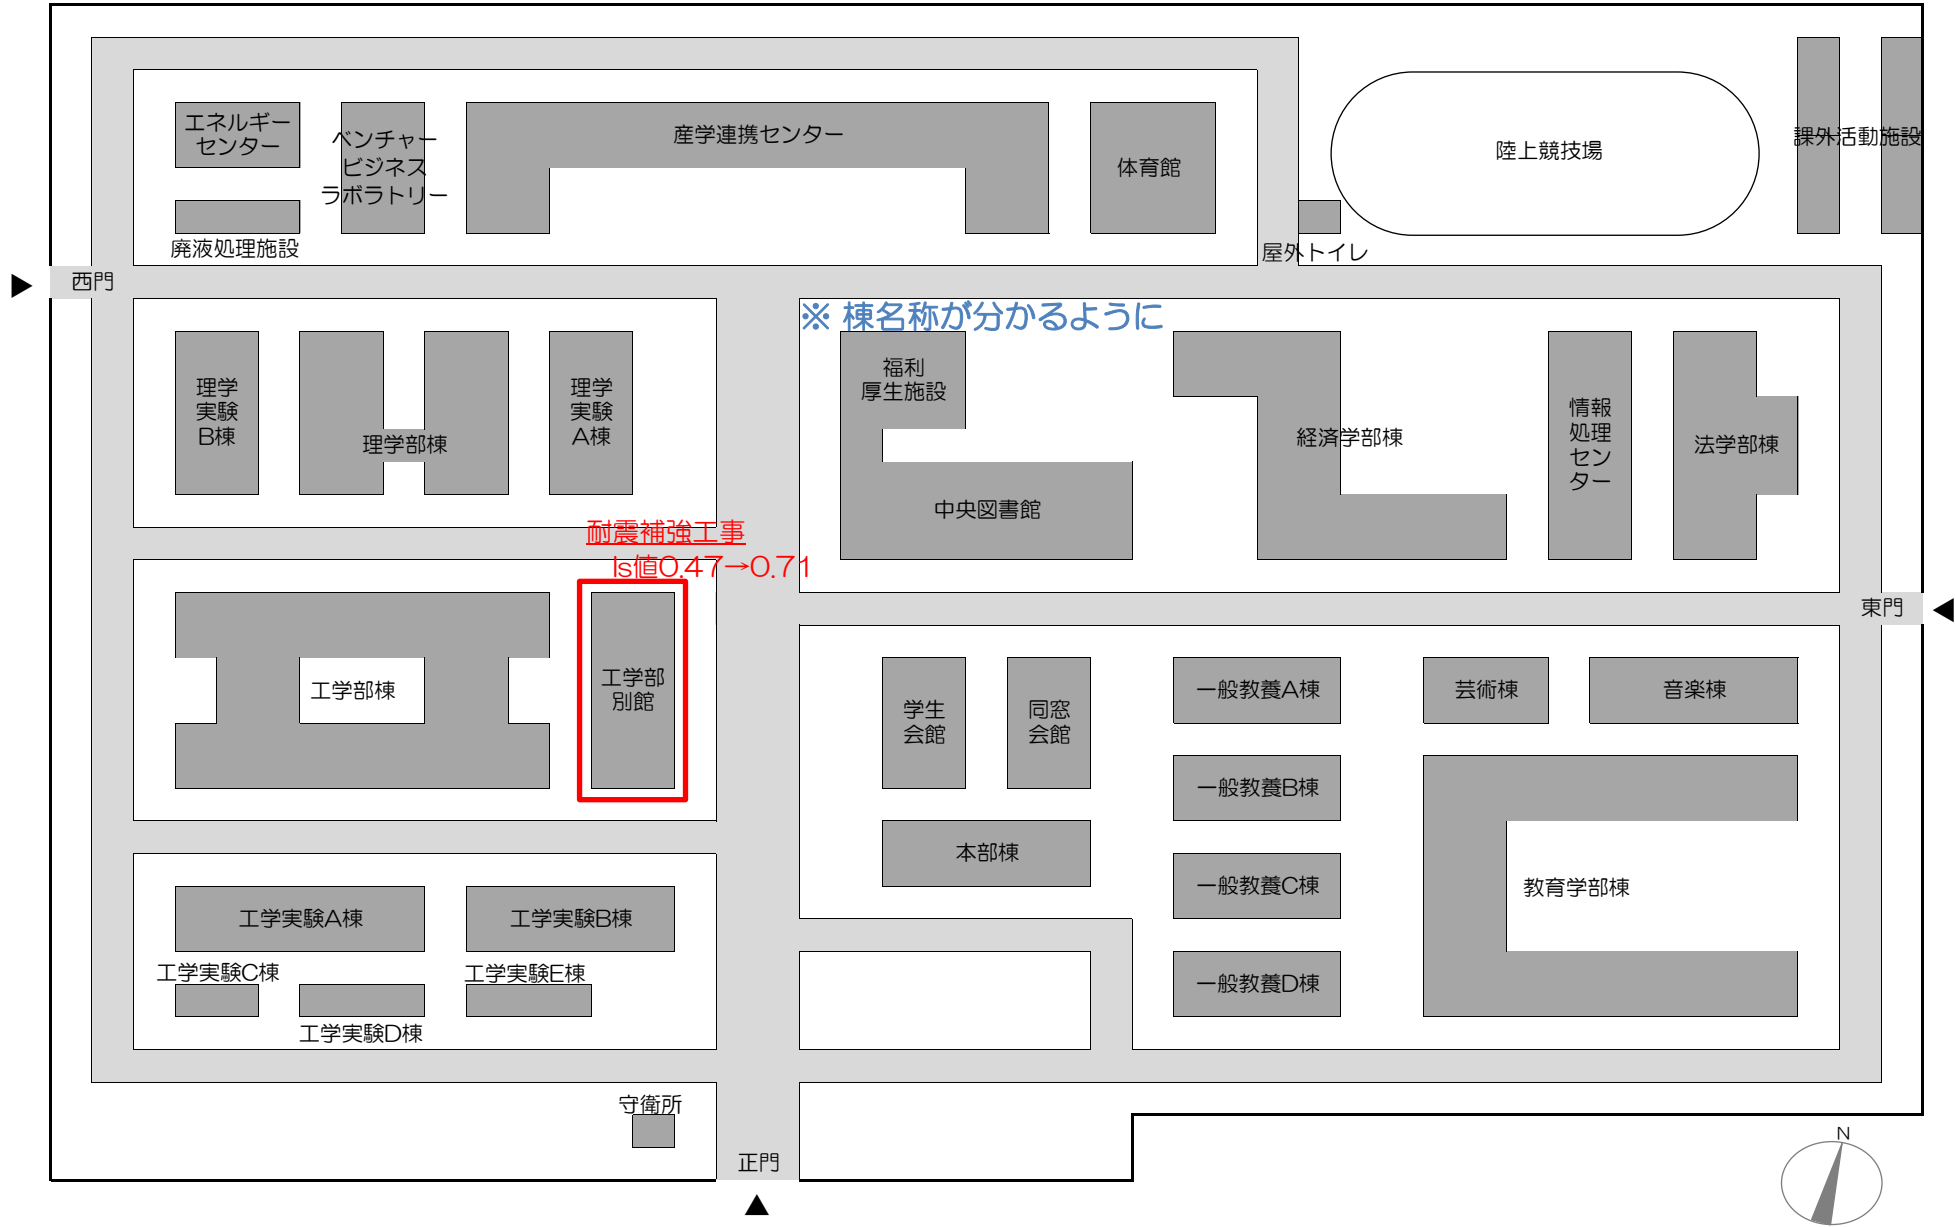 エネルギー
センター
ベンチャー
ビジネス
ラボラトリー
産学連携センター
体育館
陸上競技場
課外活動施設
廃液処理施設
屋外トイレ
西門
※ 棟名称が分かるように
理学
実験
B棟
理学部棟
理学
実験
A棟
福利
厚生施設
中央図書館
経済学部棟
情報
処理
セン
ター
法学部棟
耐震補強工事
Is値0.47→0.71
東門
工学部棟
工学部
別館
学生
会館
同窓
会館
一般教養A棟
芸術棟
音楽棟
一般教養B棟
本部棟
一般教養C棟
教育学部棟
工学実験A棟
工学実験B棟
工学実験C棟
工学実験E棟
一般教養D棟
工学実験D棟
守衛所
正門
N